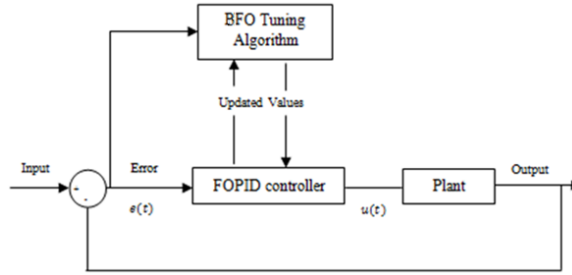 BFO Tuning
Algorithm
Updated Values
Input
Error
Output
+
-
FOPID controller
Plant
e(t)
u(t)